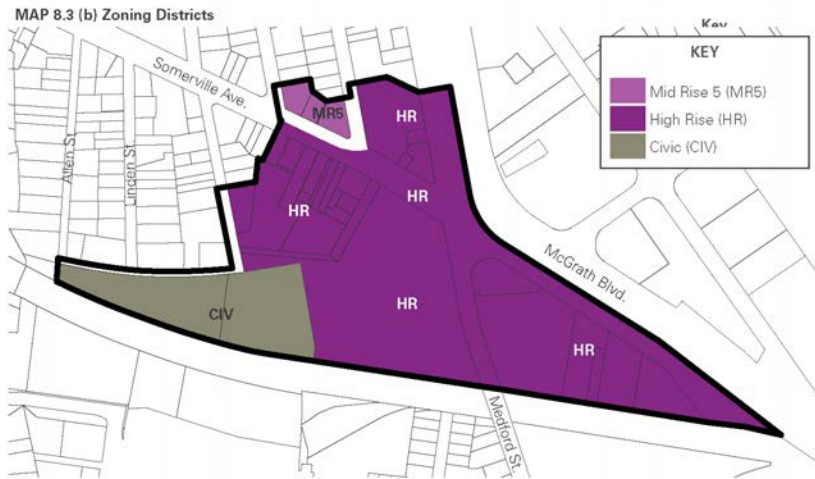 MAP 8.3 (b) Zoning Districts
Key
KEY
Mid Rise 5 (MR5)
High Rise (HR)
Civic (CIV)
Somerville Ave.
MR5
HR
HR
HR
Allen St.
Linden St.
McGrath Blvd.
CIV
HR
HR
Medford St.